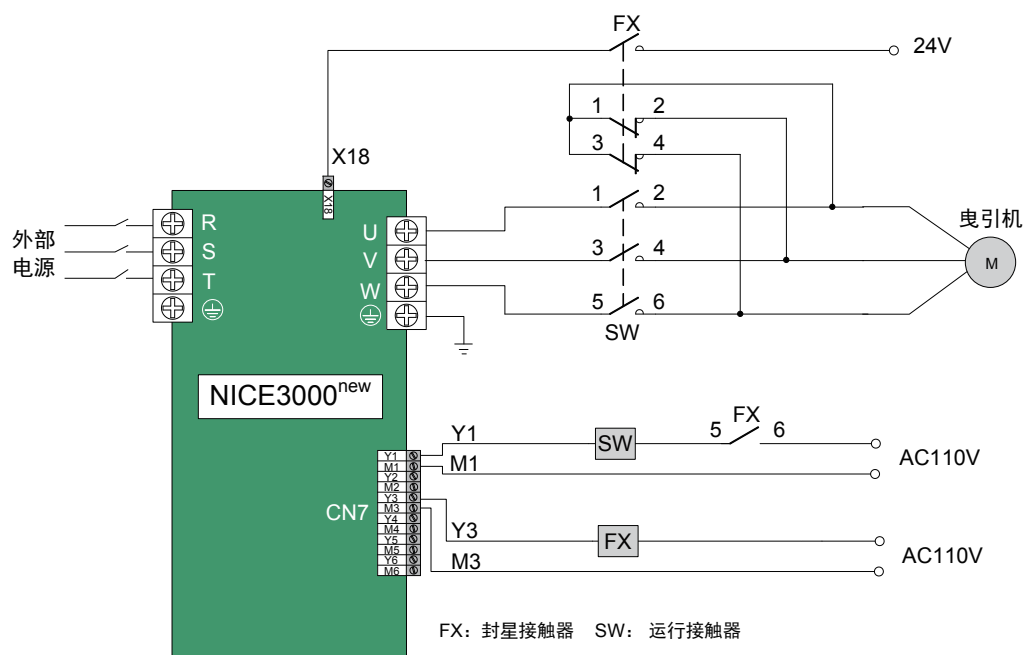 FX
24V
1 2
3 4
X18
X18
1 2
R
S
T
外部
电源
U
V
W
3 4
曳引机
M
5 6
SW
NICE3000new
FX
Y1
SW
5 6
AC110V
M1
Y1
M1
Y2
M2
Y3
M3
Y4
M4
Y5
M5
Y6
M6
CN7
Y3
FX
M3
AC110V
FX：封星接触器 SW： 运行接触器